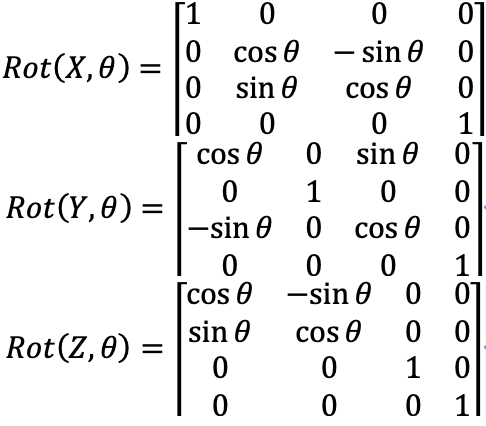 1 0 0 0
0 cos θ − sin θ 0
Rot(X, θ) =
0 sin θ cos θ 0
0 0 0 1
cos θ 0 sin θ 0
0 1 0 0
Rot(Y, θ) =
−sin θ 0 cos θ 0
0 0 0 1
cos θ −sin θ 0 0
sin θ cos θ 0 0
Rot(Z, θ) =
0 0 1 0
0 0 0 1